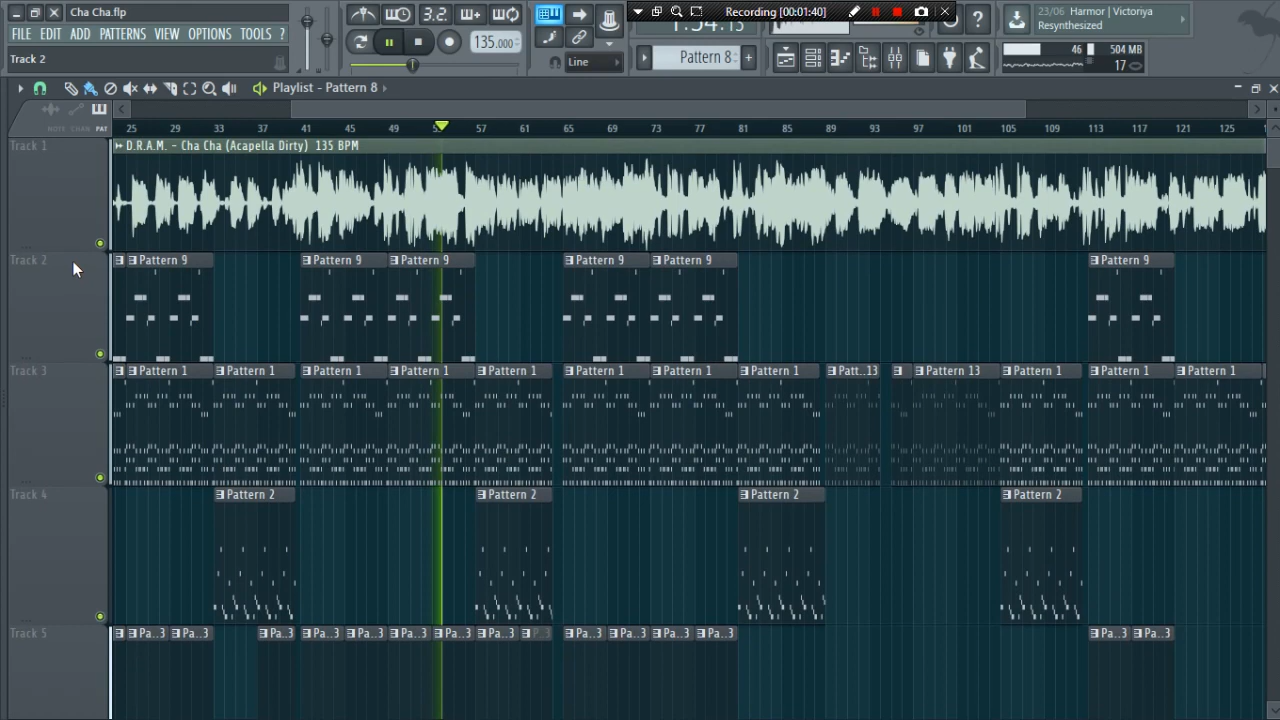 Cha Cha.flp
FILE EDIT ADD PATTERNS VIEW OPTIONS TOOLS ?
Track 2
3.2.
135.000
Line
Recording [00:01:40]
Pattern 8
23/06 Harmor | Victoriya
Resynthesized
46 504 MB
17
Playlist - Pattern 8
NOTE CHAN PAT
25 29 33 37 41 45 49 57 61 65 69 73 77 81 85 89 93 97 101 105 109 113 117 121 125
Track 1
D.R.A.M. - Cha Cha (Acapella Dirty) 135 BPM
Track 2
Pattern 9 Pattern 9 Pattern 9 Pattern 9 Pattern 9 Pattern 9
Track 3
Pattern 1 Pattern 1 Pattern 1 Pattern 1 Pattern 1 Pattern 1 Pattern 1 Pattern 1 Patt..13 Pattern 13 Pattern 1 Pattern 1 Pattern 1
Track 4
Pattern 2 Pattern 2 Pattern 2 Pattern 2
Track 5
Pa..3 Pa..3 Pa..3 Pa..3 Pa..3 Pa..3 Pa..3 Pa..3 P..3 Pa..3 Pa..3 Pa..3 Pa..3 Pa..3 Pa..3